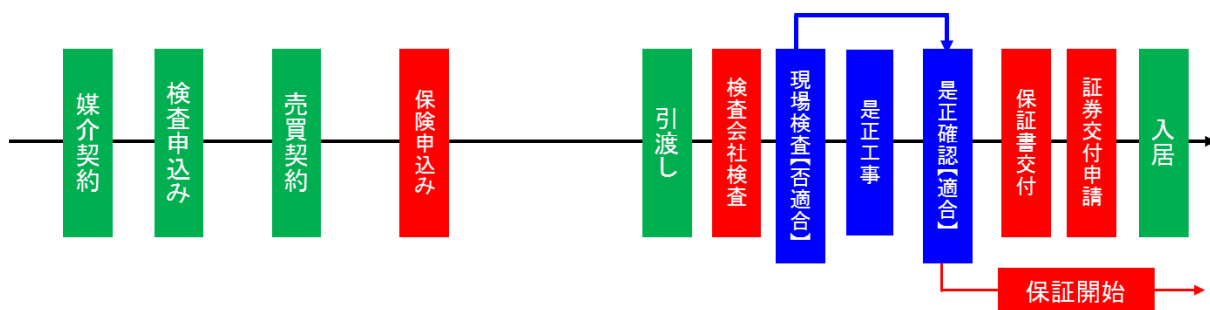 媒介契約
検査申込み
売買契約
保険申込み
引渡し
検査会社検査
現場検査【否適合】
是正工事
是正確認【適合】
保証書交付
証券交付申請
入居
保証開始